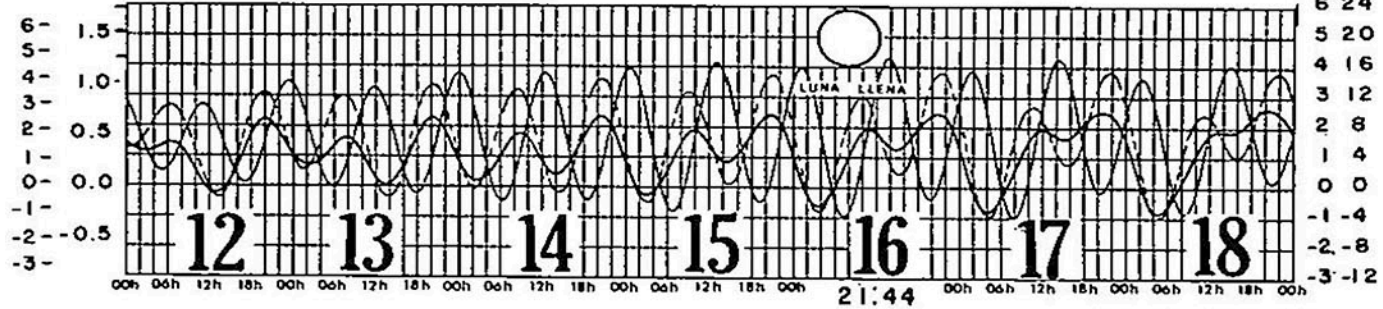 6 24
6- 1.5- 5 20
5-
4- 1.0- 4 16
LUNA LLENA
3- 3 12
2- 0.5 2 8
1- 1 4
0- 0.0 0 0
-1- -1 -4
12 13 14 15 16 17 18
-2- -0.5 -2 -8
-3- -3 -12
00h 06h 12h 18h 00h 06h 12h 18h 00h 06h 12h 18h 00h 06h 12h 18h 00h 00h 06h 12h 18h 00h 06h 12h 18h 00h
21:44